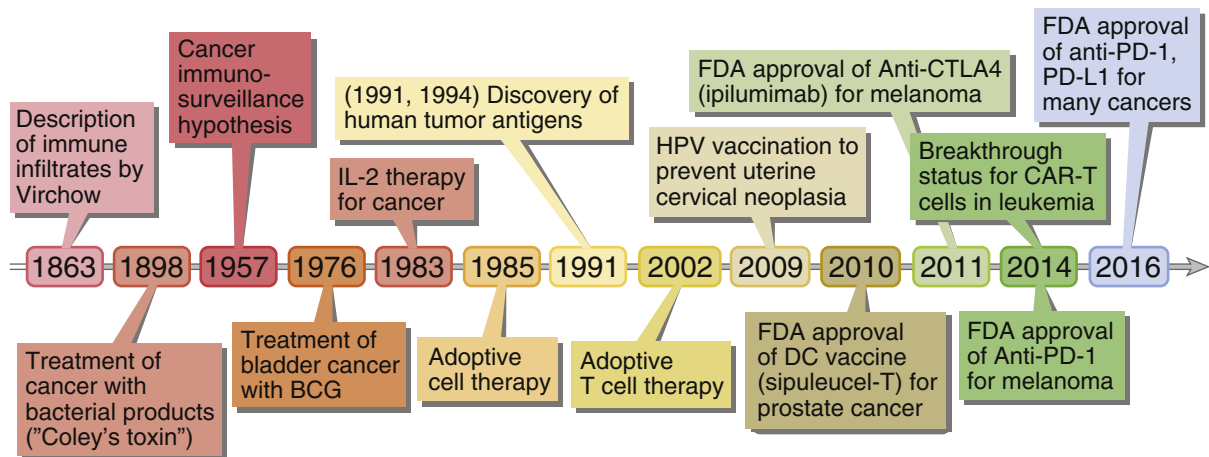 Description
of immune
infiltrates by
Virchow
Cancer
immuno-
surveillance
hypothesis
(1991, 1994) Discovery of
human tumor antigens
IL-2 therapy
for cancer
FDA approval of Anti-CTLA4
(ipilumimab) for melanoma
HPV vaccination to
prevent uterine
cervical neoplasia
Breakthrough
status for CAR-T
cells in leukemia
FDA approval
of anti-PD-1,
PD-L1 for
many cancers
1863 1898 1957 1976 1983 1985 1991 2002 2009 2010 2011 2014 2016
Treatment of
cancer with
bacterial products
("Coley's toxin")
Treatment of
bladder cancer
with BCG
Adoptive
cell therapy
Adoptive
T cell therapy
FDA approval
of DC vaccine
(sipuleucel-T) for
prostate cancer
FDA approval
of Anti-PD-1
for melanoma